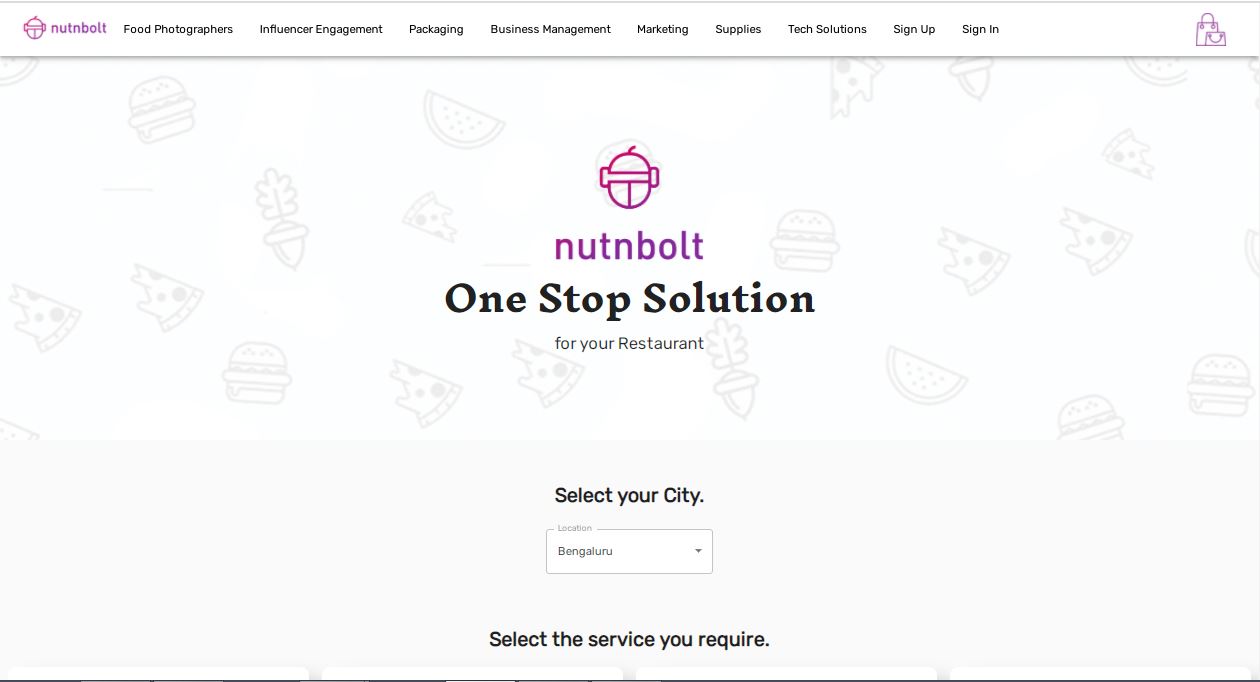 nutnbolt Food Photographers Influencer Engagement Packaging Business Management Marketing Supplies Tech Solutions Sign Up Sign In
nutnbolt
One Stop Solution
for your Restaurant
Select your City.
Location
Bengaluru
Select the service you require.